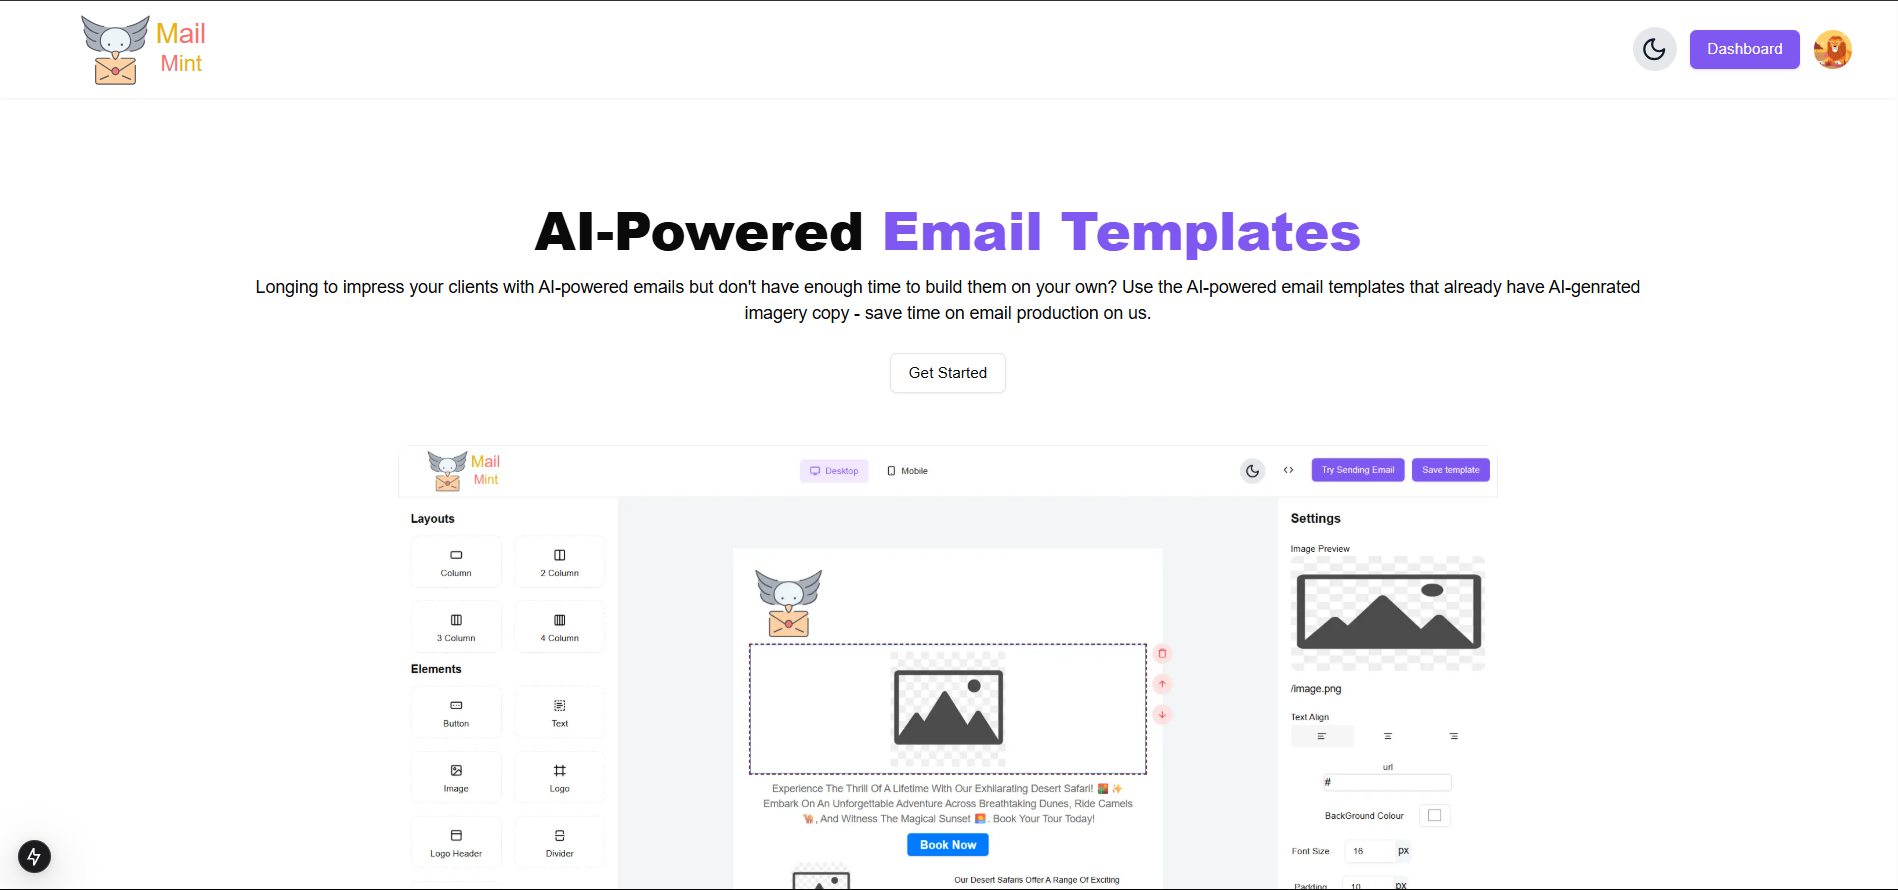 Mail
Mint
Dashboard
AI-Powered Email Templates
Longing to impress your clients with AI-powered emails but don't have enough time to build them on your own? Use the AI-powered email templates that already have AI-genrated
imagery copy - save time on email production on us.
Get Started
Mail
Mint
Desktop
Mobile
Try Sending Email
Save template
Layouts
Column
2 Column
3 Column
4 Column
Elements
Button
Text
Image
Logo
Logo Header
Divider
Experience The Thrill Of A Lifetime With Our Exhilarating Desert Safari! 🌇 ✨
Embark On An Unforgettable Adventure Across Breathtaking Dunes, Ride Camels
🐪, And Witness The Magical Sunset 🌅. Book Your Tour Today!
Book Now
Our Desert Safaris Offer A Range Of Exciting
Settings
Image Preview
/image.png
Text Align
url
#
BackGround Colour
Font Size 16 px
Padding 10 px